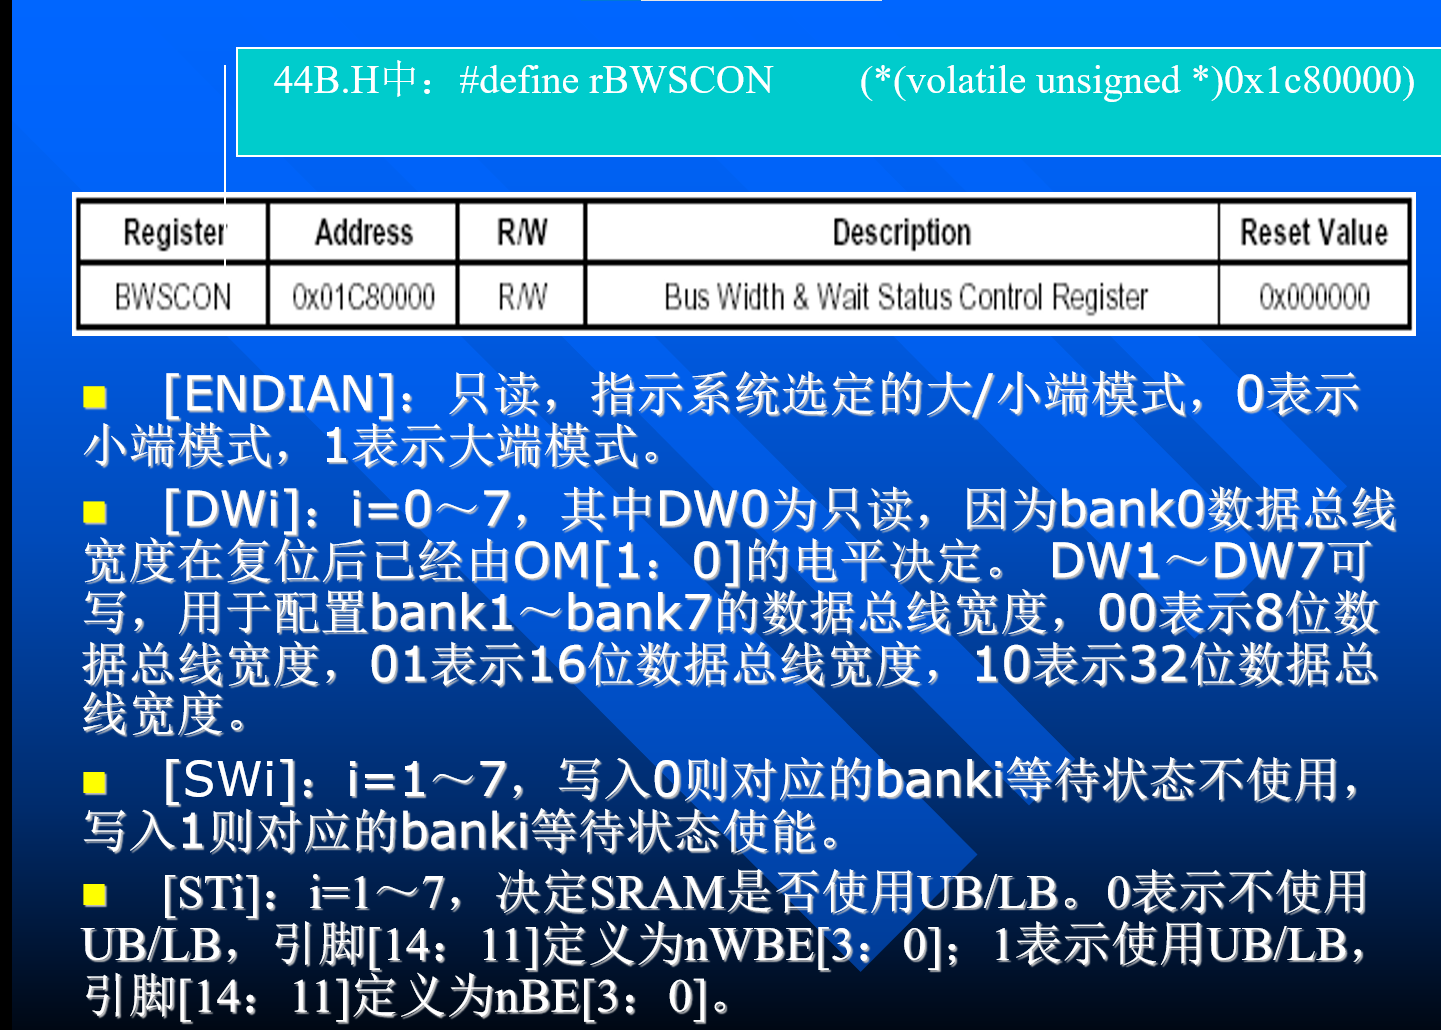 44B.H中：#define rBWSCON (*(volatile unsigned *)0x1c80000)
Register Address R/W Description Reset Value
BWSCON 0x01C80000 R/W Bus Width & Wait Status Control Register 0x000000
[ENDIAN]：只读，指示系统选定的大/小端模式，0表示
小端模式，1表示大端模式。
[DWi]：i=0～7，其中DW0为只读，因为bank0数据总线
宽度在复位后已经由OM[1：0]的电平决定。 DW1～DW7可
写，用于配置bank1～bank7的数据总线宽度，00表示8位数
据总线宽度，01表示16位数据总线宽度，10表示32位数据总
线宽度。
[SWi]：i=1～7，写入0则对应的banki等待状态不使用，
写入1则对应的banki等待状态使能。
[STi]：i=1～7，决定SRAM是否使用UB/LB。0表示不使用
UB/LB，引脚[14：11]定义为nWBE[3：0]；1表示使用UB/LB，
引脚[14：11]定义为nBE[3：0]。